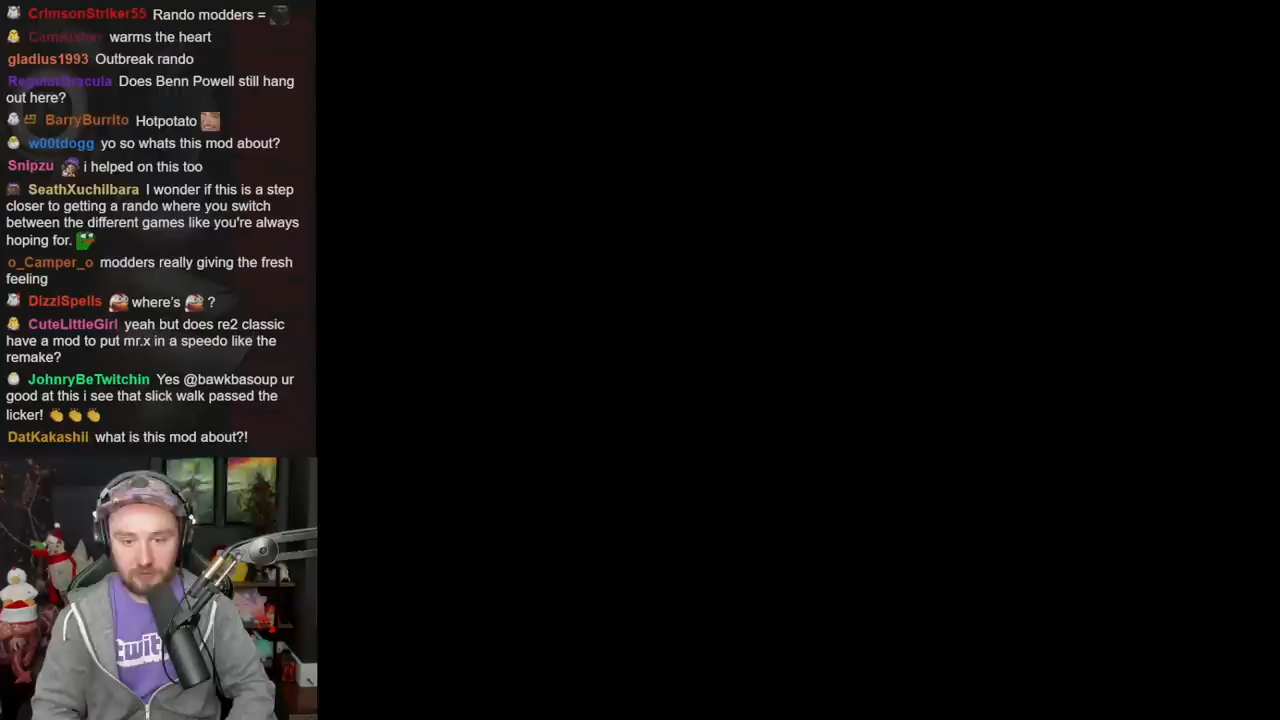 CrimsonStriker55 Rando modders =
CamKisher warms the heart
gladius1993 Outbreak rando
RegularDracula Does Benn Powell still hang
out here?
BarryBurrito Hotpotato
w00tdogg yo so whats this mod about?
Snipzu i helped on this too
SeathXuchilbara I wonder if this is a step
closer to getting a rando where you switch
between the different games like you're always
hoping for.
o_Camper_o modders really giving the fresh
feeling
DizziSpells where's ?
CuteLittleGirl yeah but does re2 classic
have a mod to put mr.x in a speedo like the
remake?
JohnryBeTwitchin Yes @bawkbasoup ur
good at this i see that slick walk passed the
licker! 👏 👏 👏
DatKakashii what is this mod about?!
twit